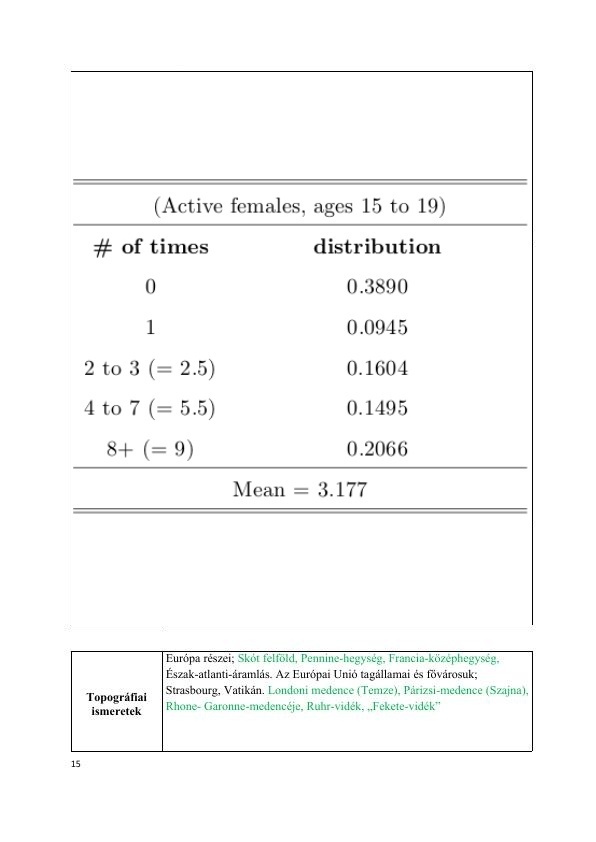 (Active females, ages 15 to 19)
# of times distribution
0 0.3890
1 0.0945
2 to 3 (= 2.5) 0.1604
4 to 7 (= 5.5) 0.1495
8+ (= 9) 0.2066
Mean = 3.177
Topográfiai
ismeretek
Európa részei; Skót felföld, Pennine-hegység, Francia-középhegység,
Észak-atlanti-áramlás. Az Európai Unió tagállamai és fővárosuk;
Strasbourg, Vatikán. Londoni medence (Temze), Párizsi-medence (Szajna),
Rhone- Garonne-medencéje, Ruhr-vidék, „Fekete-vidék”
15